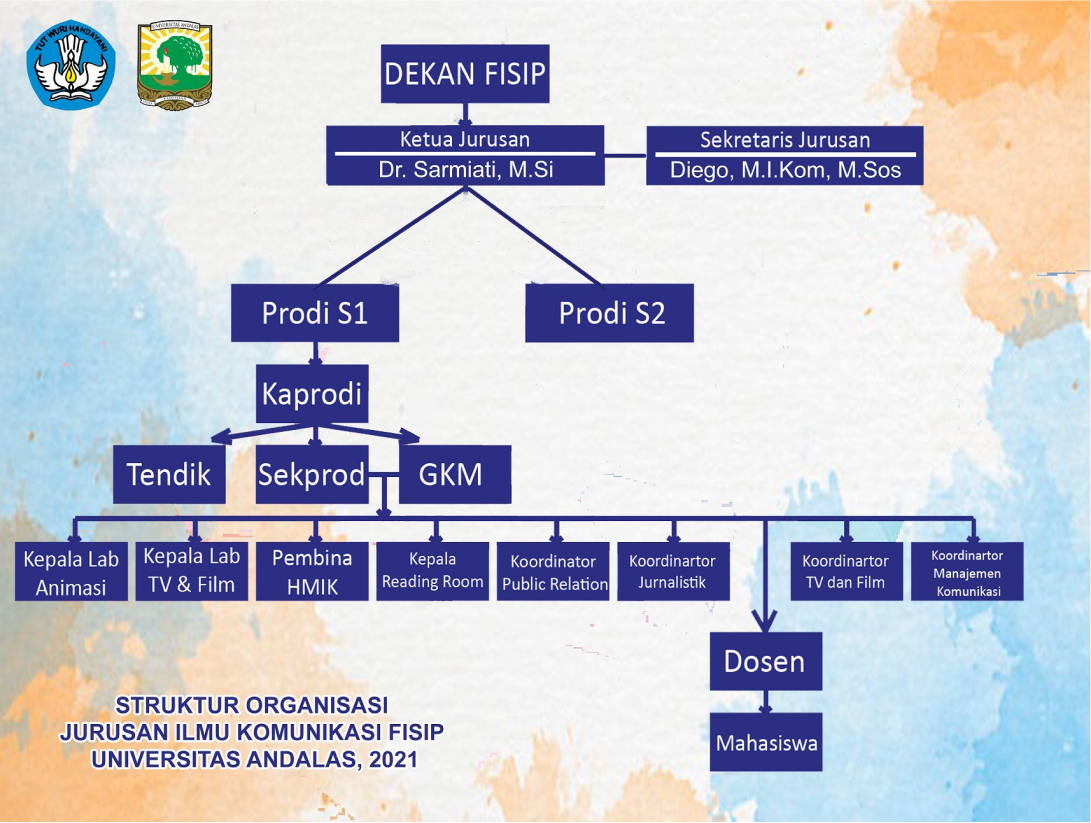 TUT WURI HANDAYANI
UNIVERSITAS ANDALAS
DEKAN FISIP
Ketua Jurusan
Dr. Sarmiati, M.Si
Sekretaris Jurusan
Diego, M.I.Kom, M.Sos
Prodi S1
Prodi S2
Kaprodi
Tendik
Sekprod
GKM
Kepala Lab
Animasi
Kepala Lab
TV & Film
Pembina
HMIK
Kepala
Reading Room
Koordinator
Public Relation
Koordinartor
Jurnalistik
Koordinartor
TV dan Film
Koordinartor
Manajemen
Komunikasi
Dosen
Mahasiswa
STRUKTUR ORGANISASI
JURUSAN ILMU KOMUNIKASI FISIP
UNIVERSITAS ANDALAS, 2021